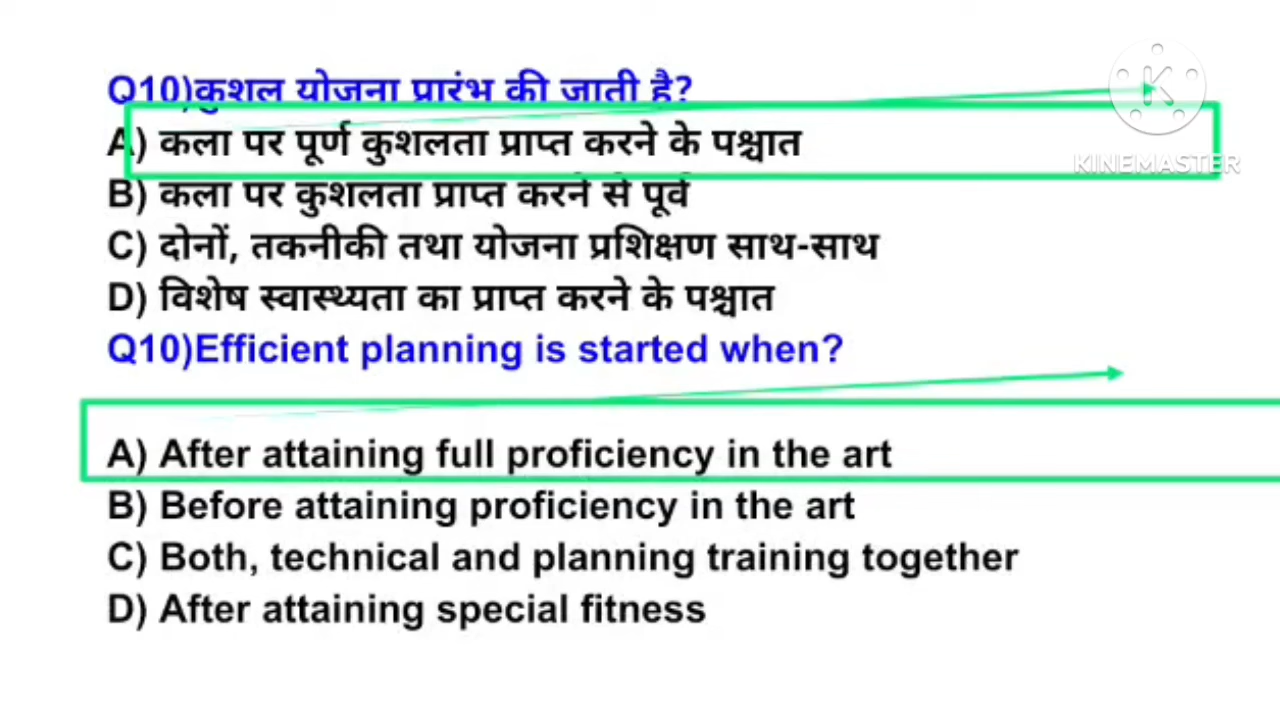 Q10)कुशल योजना प्रारंभ की जाती है?
A) कला पर पूर्ण कुशलता प्राप्त करने के पश्चात
KINEMASTER
B) कला पर कुशलता प्राप्त करने से पूर्व
C) दोनों, तकनीकी तथा योजना प्रशिक्षण साथ-साथ
D) विशेष स्वास्थ्यता का प्राप्त करने के पश्चात
Q10)Efficient planning is started when?
A) After attaining full proficiency in the art
B) Before attaining proficiency in the art
C) Both, technical and planning training together
D) After attaining special fitness